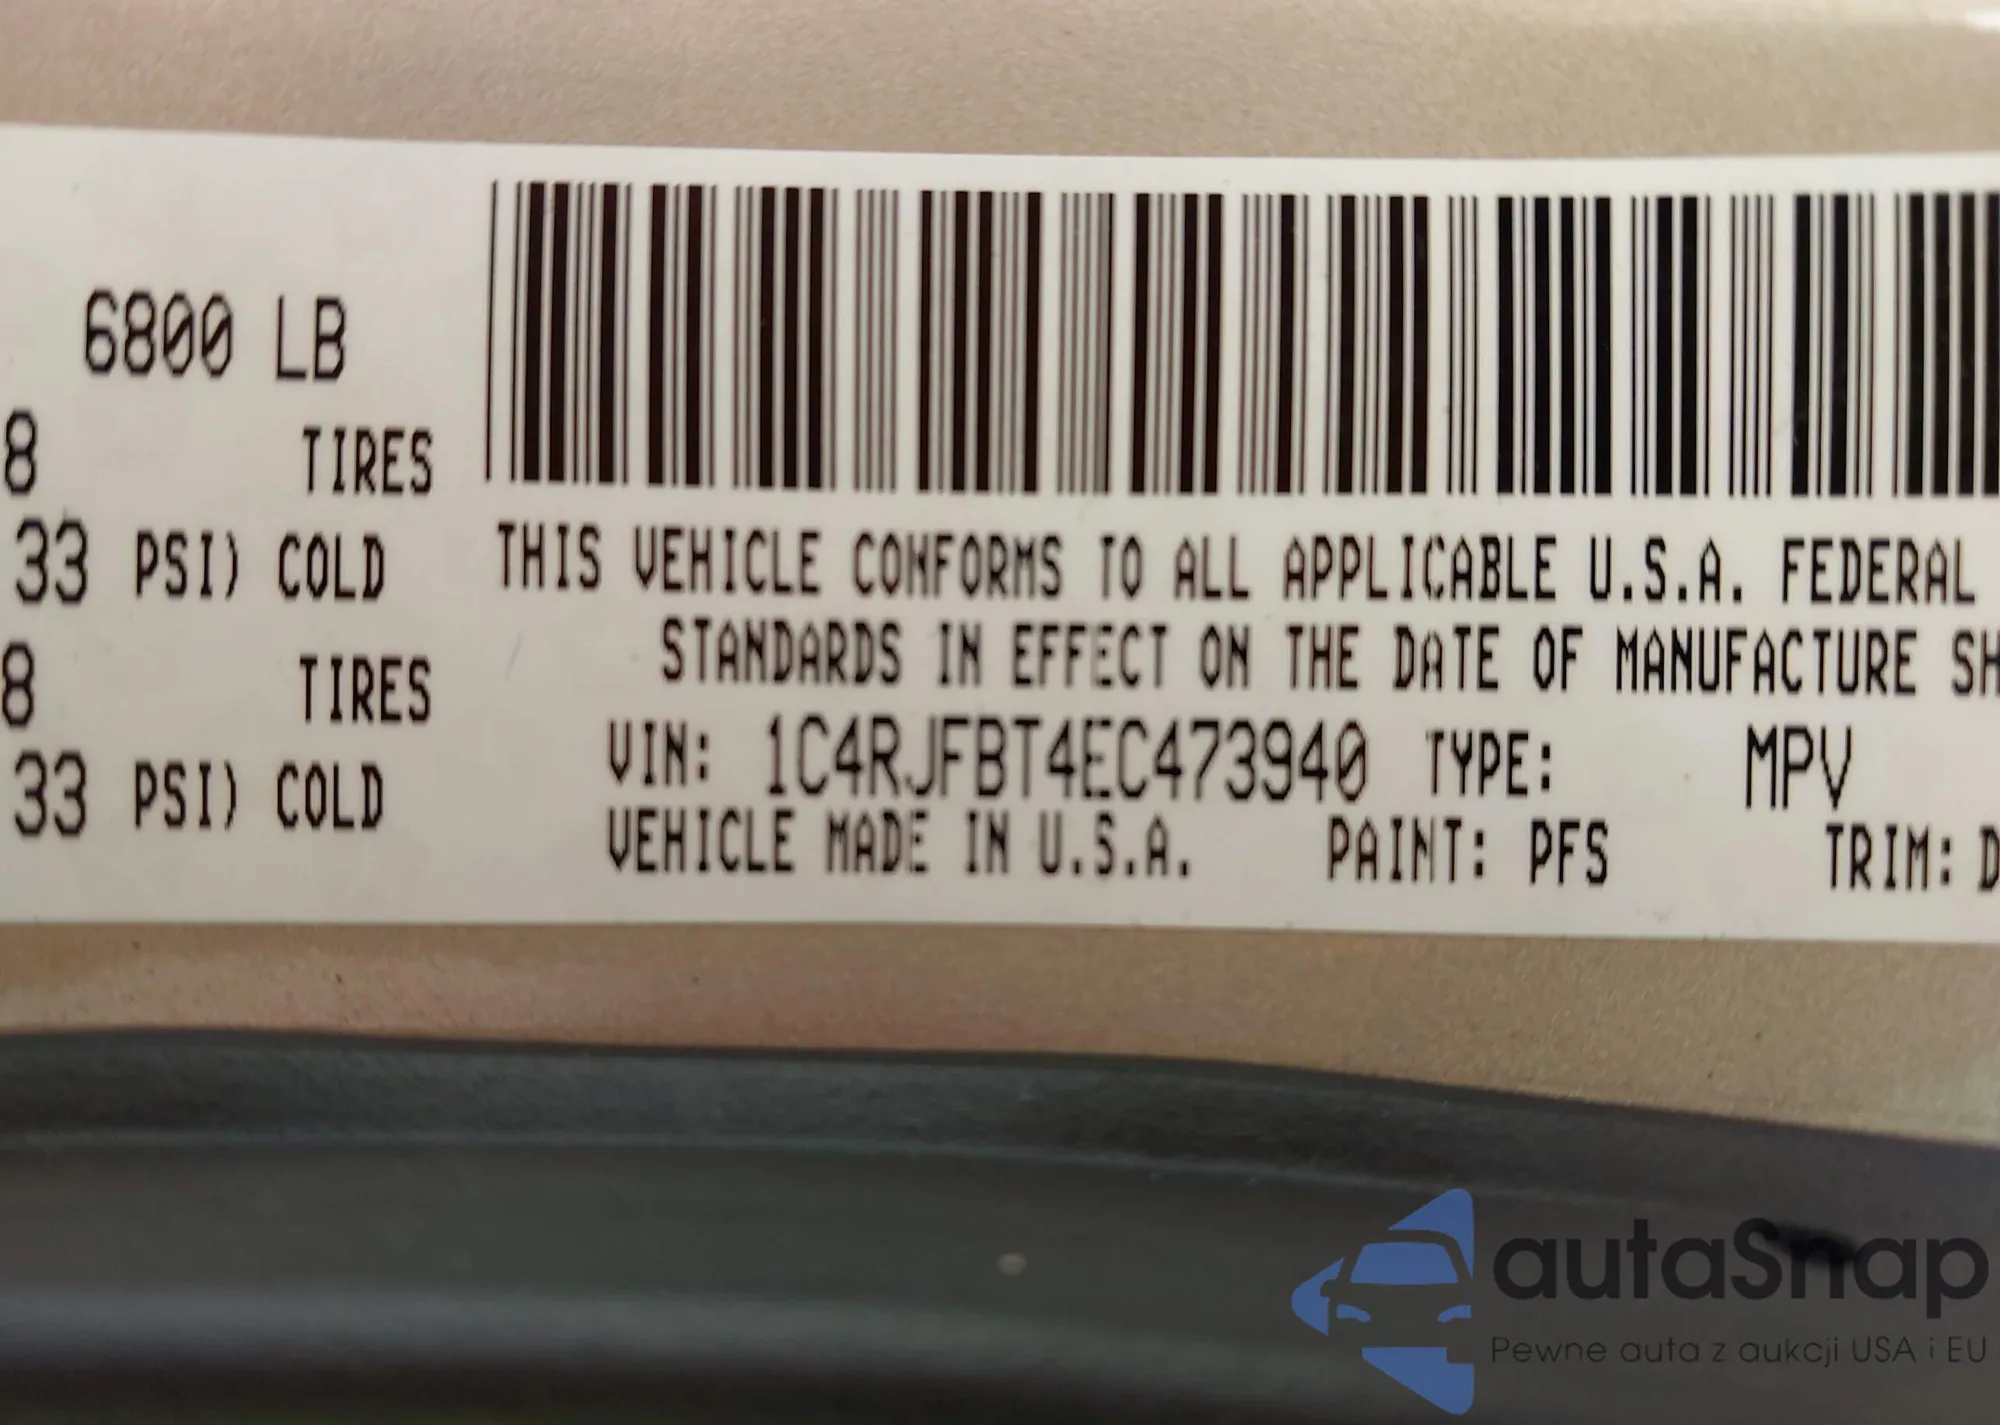 6800 LB
8 TIRES
33 PSI) COLD
8 TIRES
33 PSI) COLD
THIS VEHICLE CONFORMS TO ALL APPLICABLE U.S.A. FEDERAL
STANDARDS IN EFFECT ON THE DATE OF MANUFACTURE SH
VIN: 1C4RJFBT4EC473940 TYPE: MPV
VEHICLE MADE IN U.S.A. PAINT: PFS TRIM: D
autaSnap
Pewne auta z aukcji USA i EU